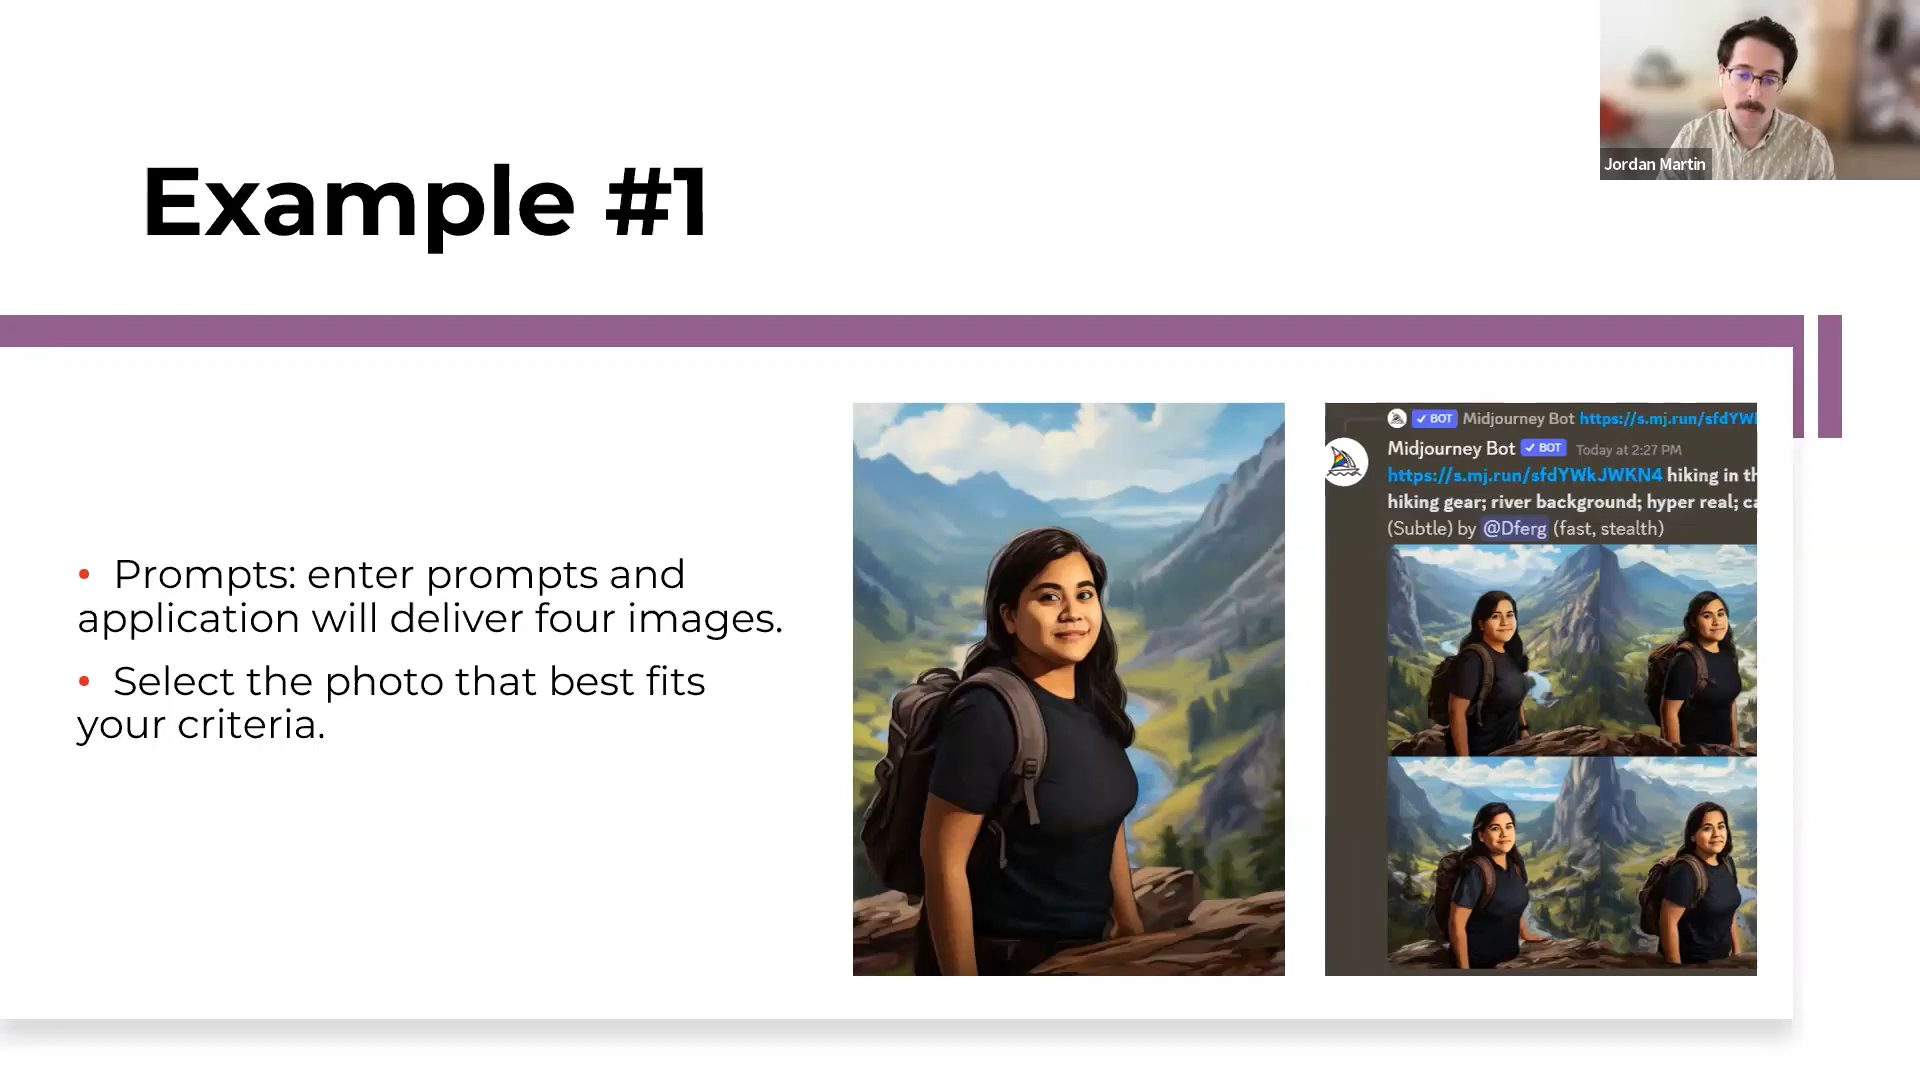 Jordan Martin
Example #1
• Prompts: enter prompts and
application will deliver four images.
• Select the photo that best fits
your criteria.
✓ BOT Midjourney Bot https://s.mj.run/sfdYW
Midjourney Bot ✓ BOT Today at 2:27 PM
https://s.mj.run/sfdYWkJWKN4 hiking in th
hiking gear; river background; hyper real; ca
(Subtle) by @Dferg (fast, stealth)